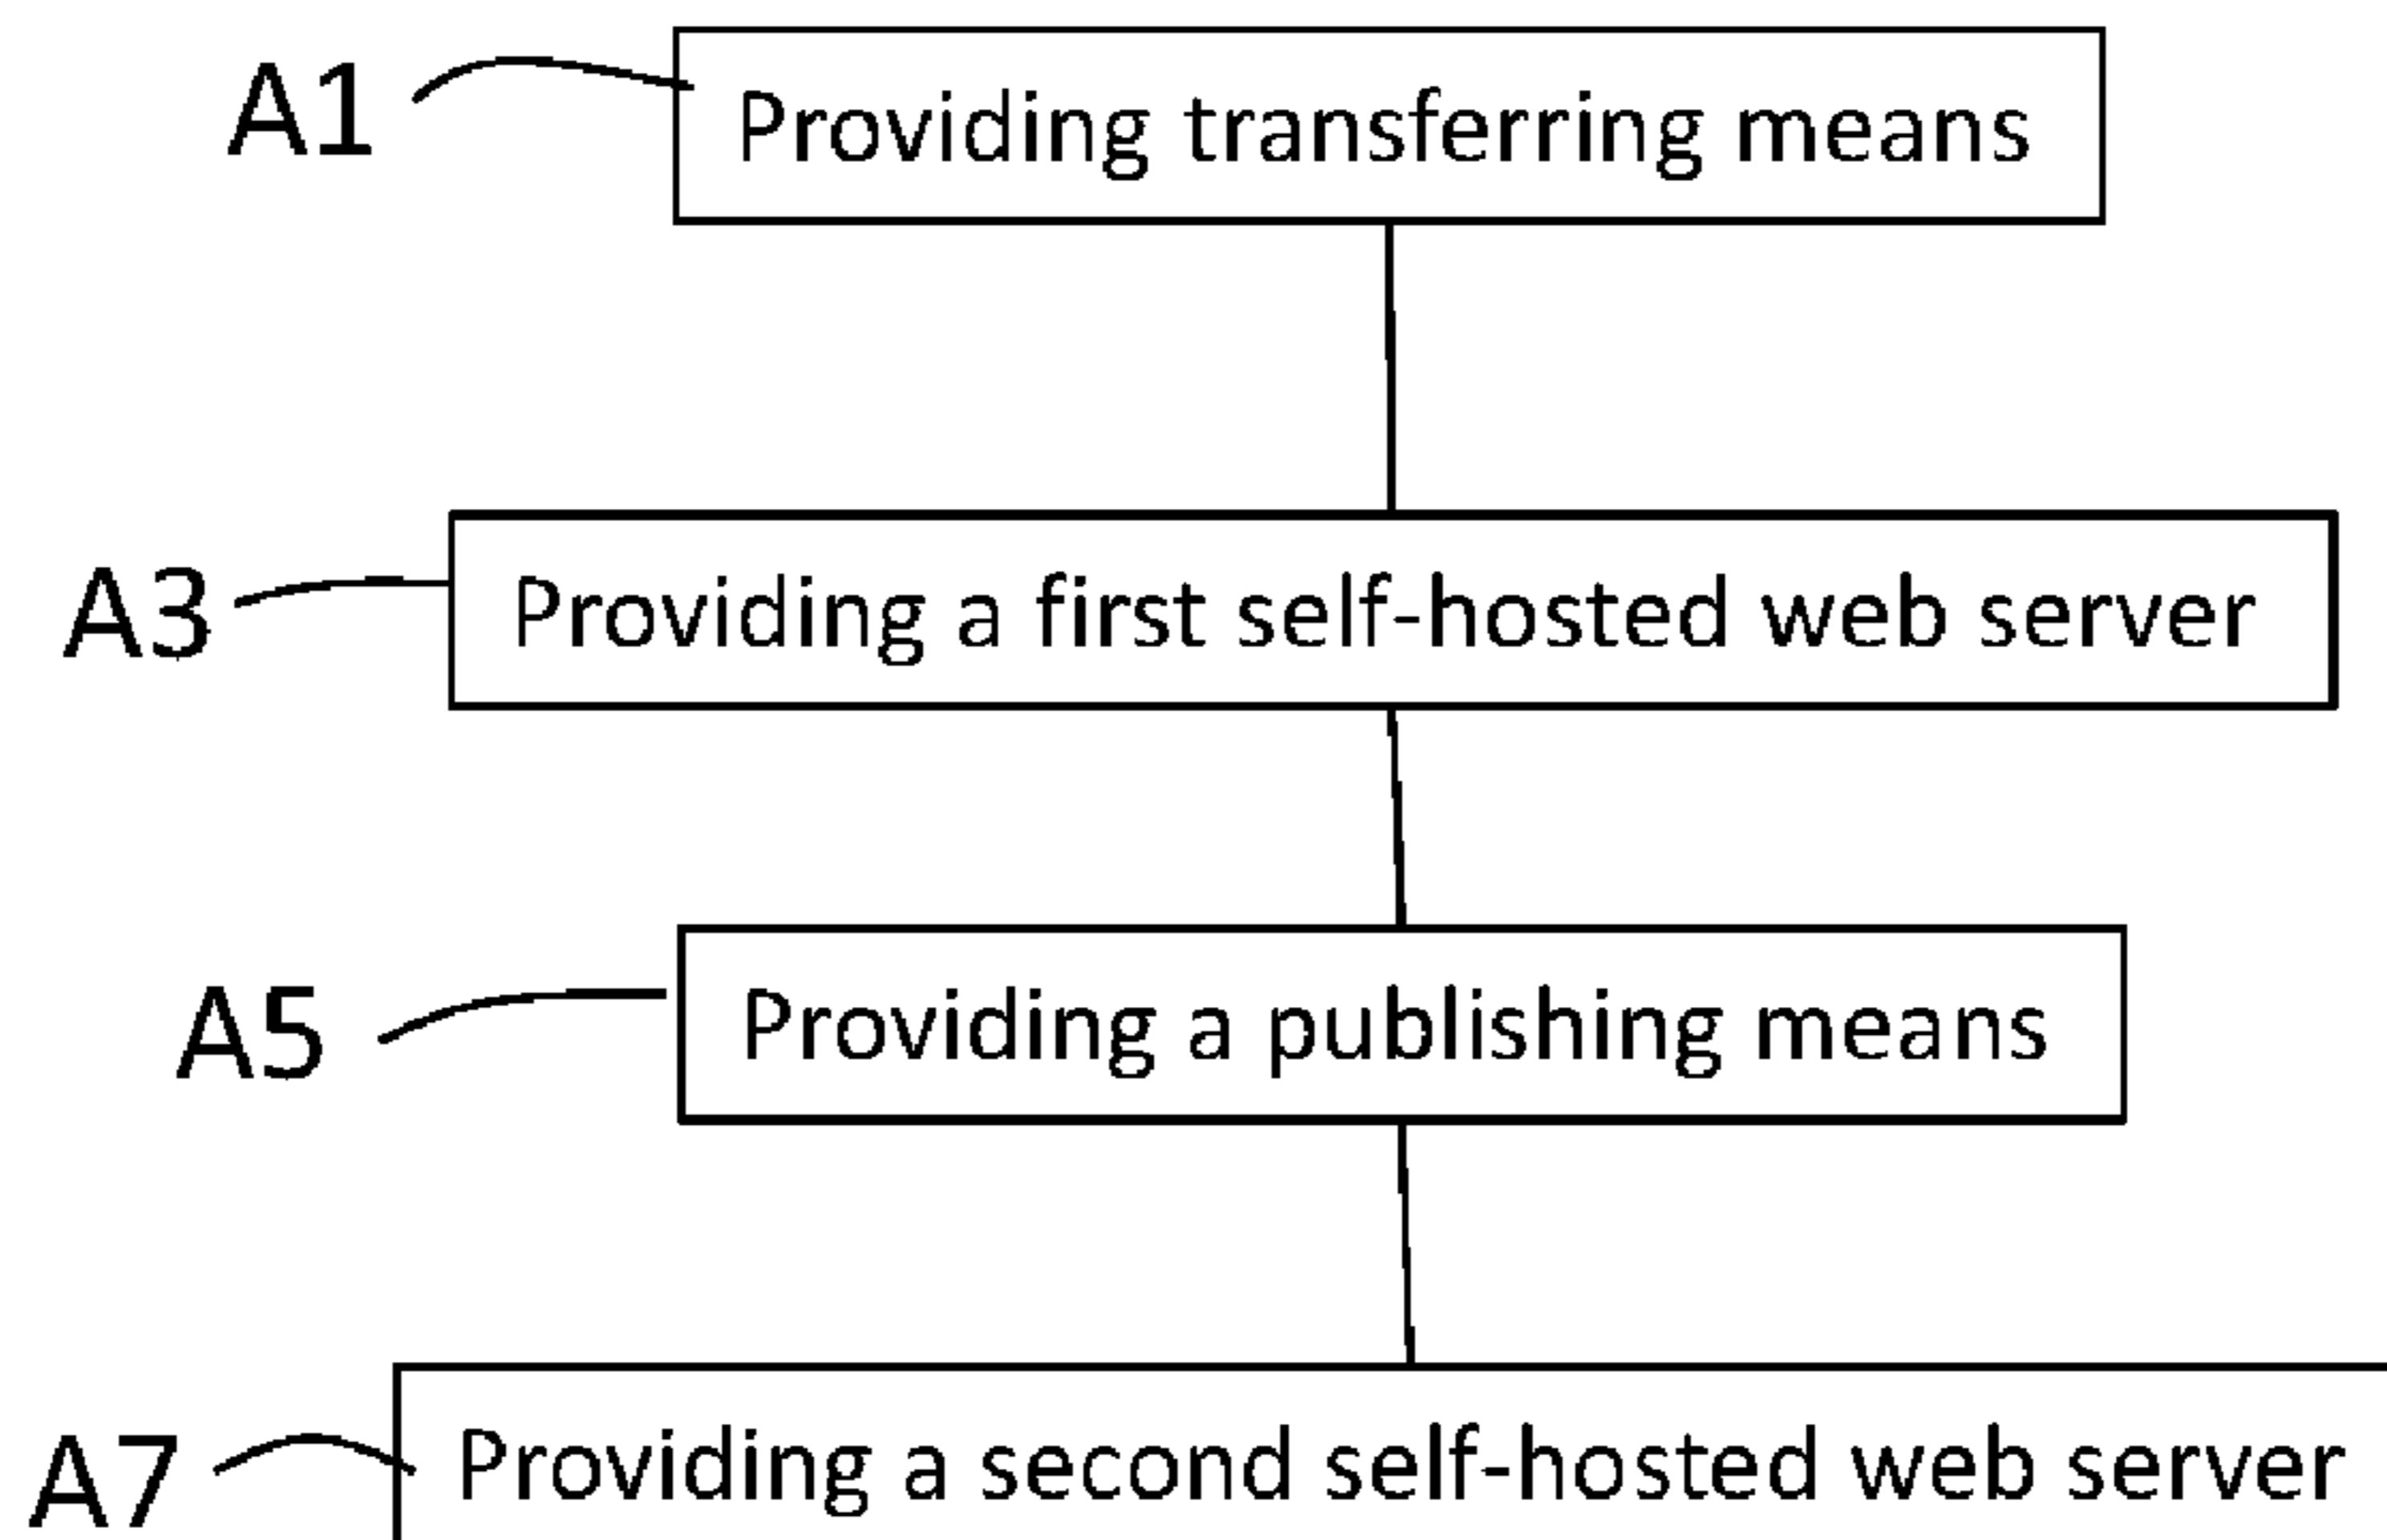 A1 Providing transferring means
A3 Providing a first self-hosted web server
A5 Providing a publishing means
A7 Providing a second self-hosted web server